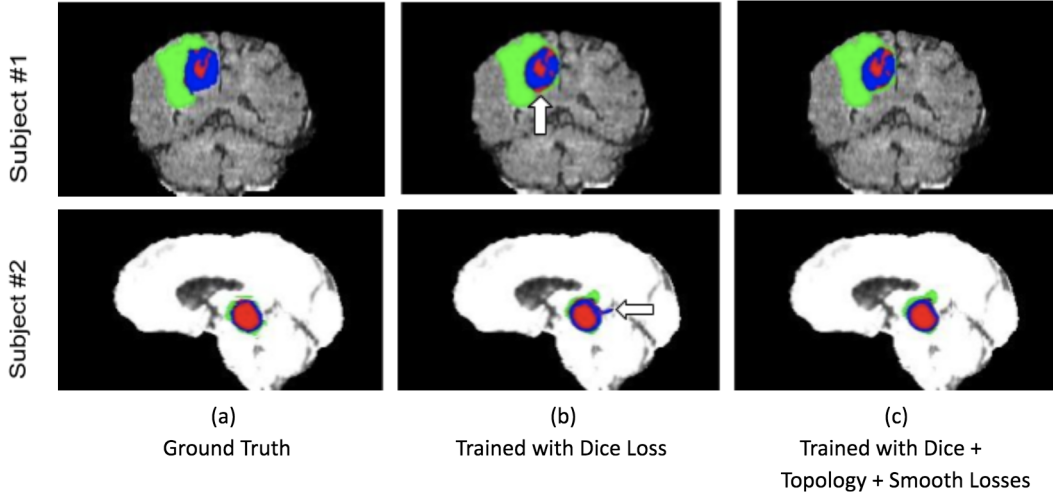 Subject #1
Subject #2
(a)
(b)
(c)
Ground Truth
Trained with Dice Loss
Trained with Dice +
Topology + Smooth Losses